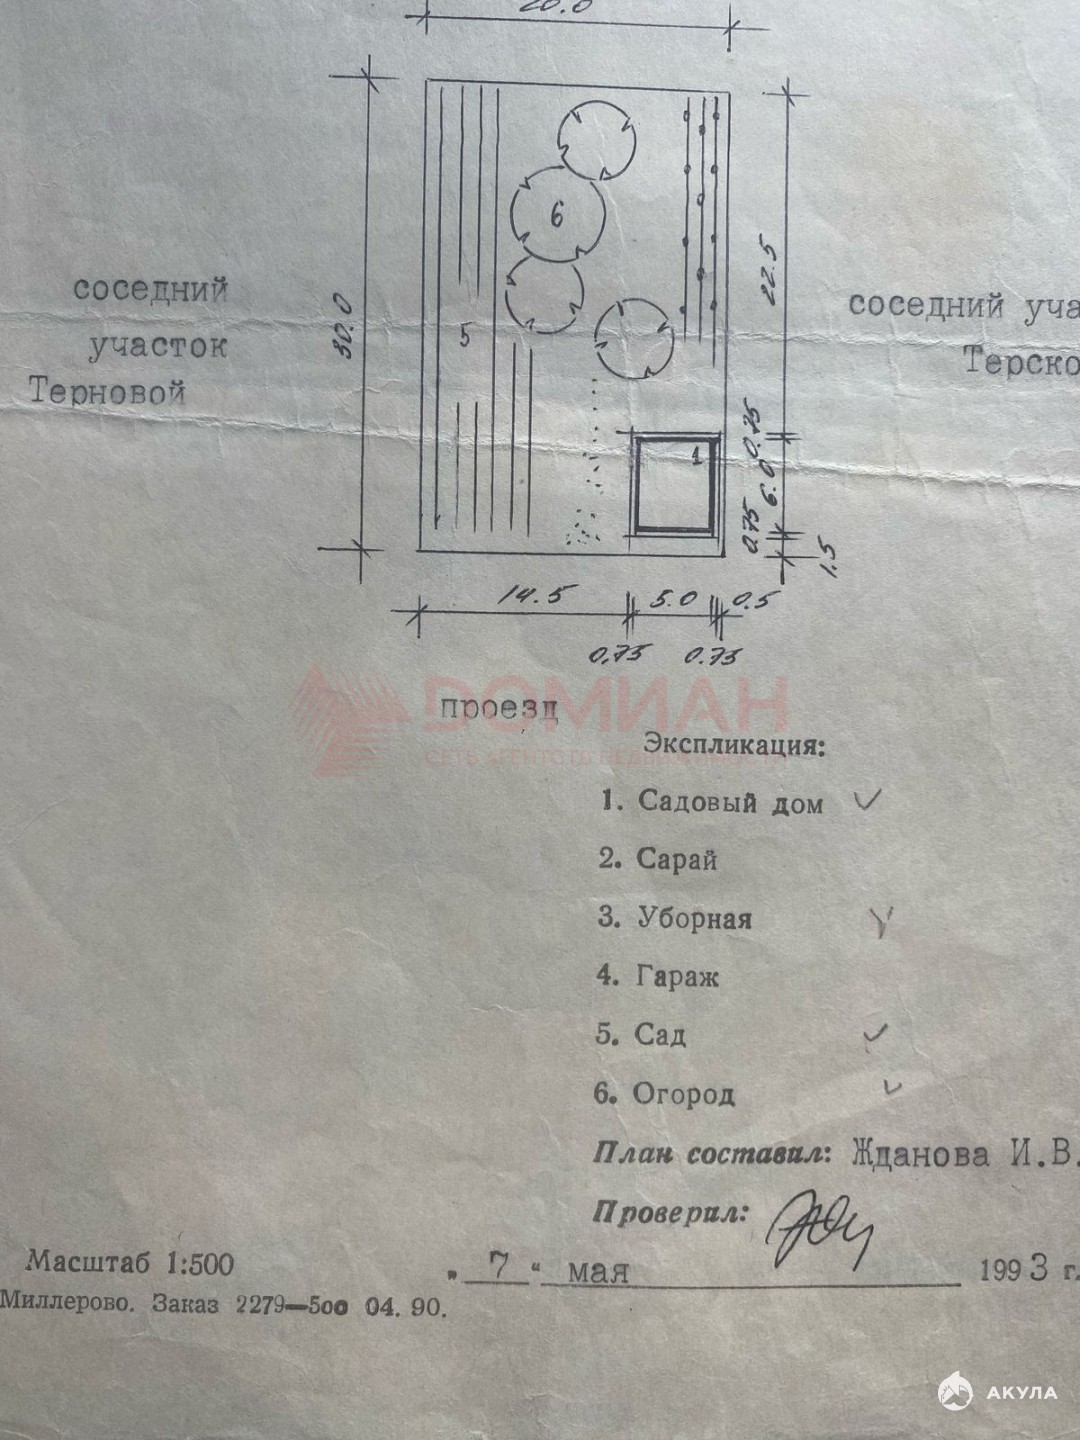 20.0
30.0
22.5
6
5
1
соседний
участок
Терновой
соседний уча
Терско
0.75
6.0
0.75
1.5
14.5
5.0
0.5
0,75
0.75
проезд
ДОМИАН
СЕТЬ АГЕНТСТВ НЕДВИЖИМОСТИ
Экспликация:
1. Садовый дом
2. Сарай
3. Уборная
4. Гараж
5. Сад
6. Огород
План составил: Жданова И.В.
Проверил:
Масштаб 1:500
„ 7 “ мая 1993 г.
Миллерово. Заказ 2279—500 04. 90.
АКУЛА